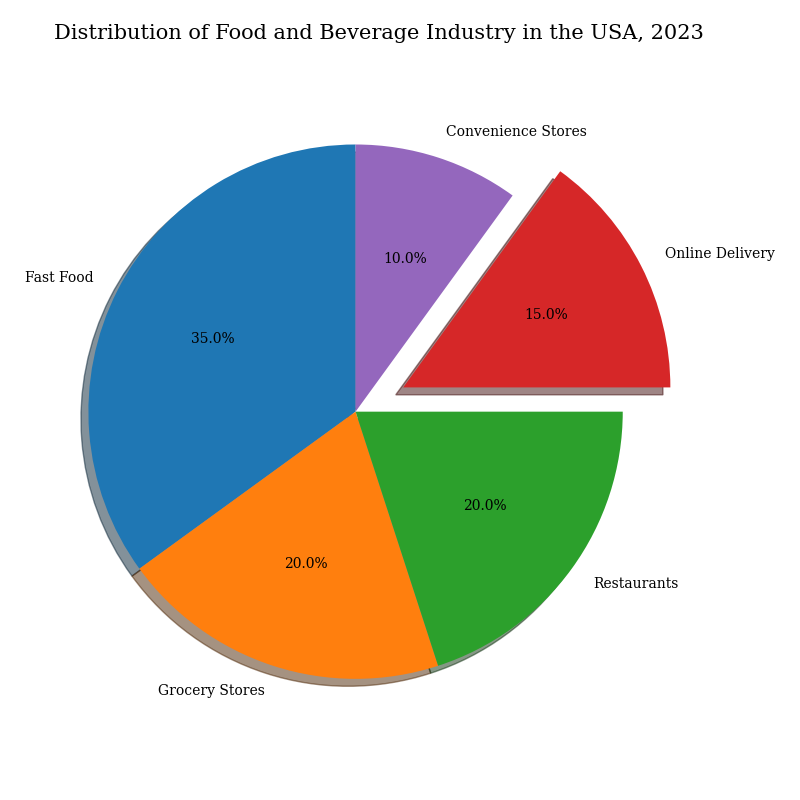 Distribution of Food and Beverage Industry in the USA, 2023
Convenience Stores
Online Delivery
Fast Food
10.0%
15.0%
35.0%
20.0%
20.0%
Restaurants
Grocery Stores